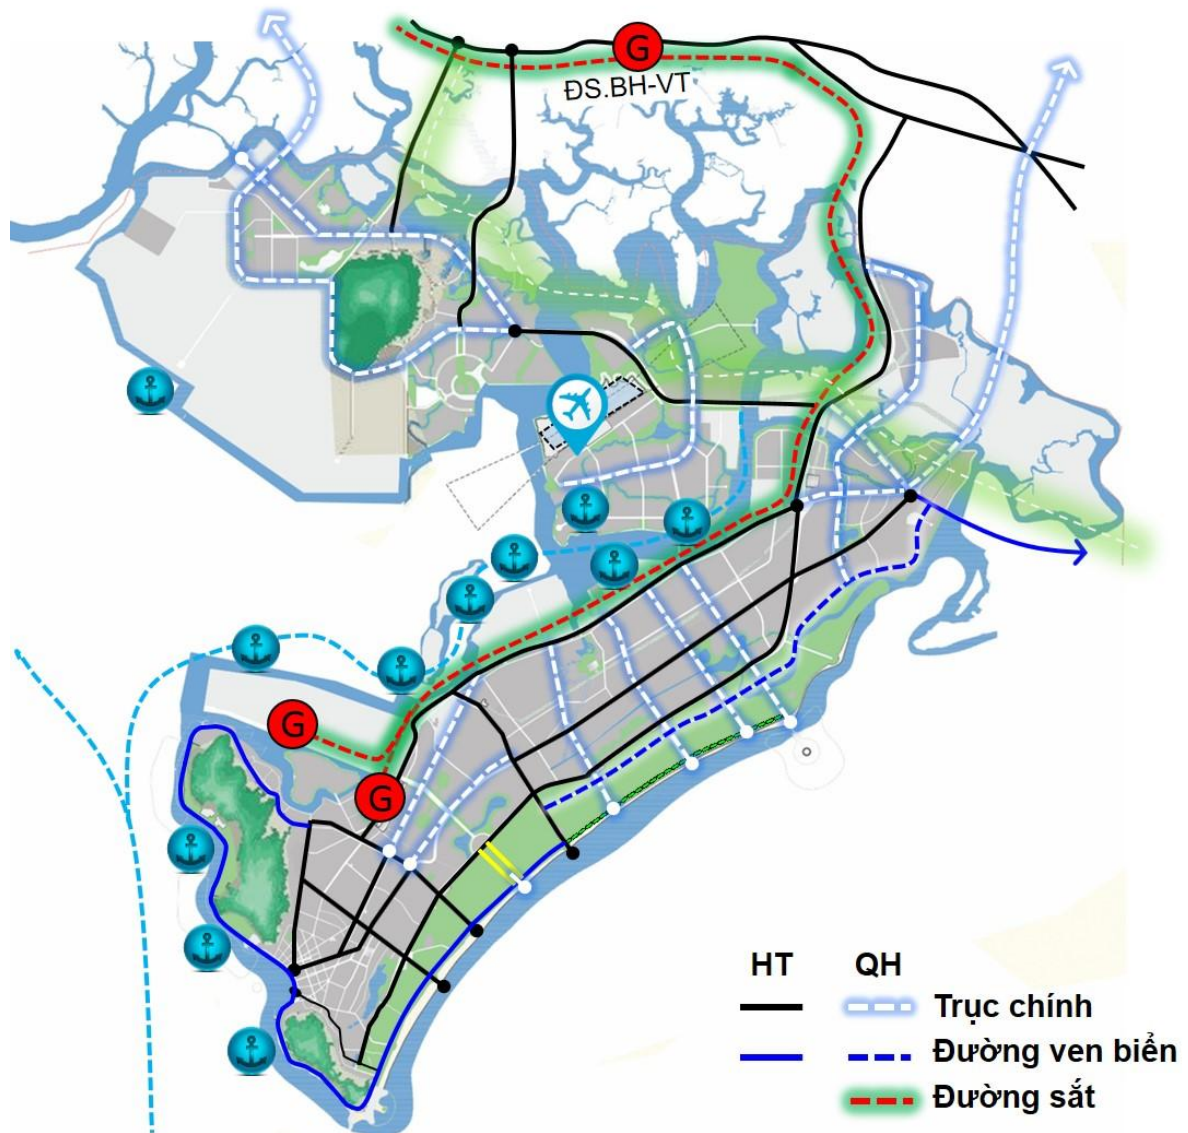 G
ĐS.BH-VT
G
G
HT QH
Trục chính
Đường ven biển
Đường sắt